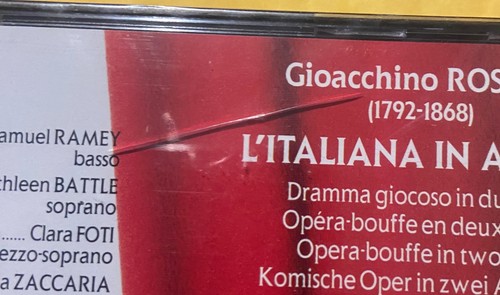 amuel RAMEY
basso
thleen BATTLE
soprano
....... Clara FOTI
ezzo-soprano
a ZACCARIA
Gioacchino ROS
(1792-1868)
L'ITALIANA IN A
Dramma giocoso in du
Opéra-bouffe en deux
Opera-bouffe in two
Komische Oper in zwei A